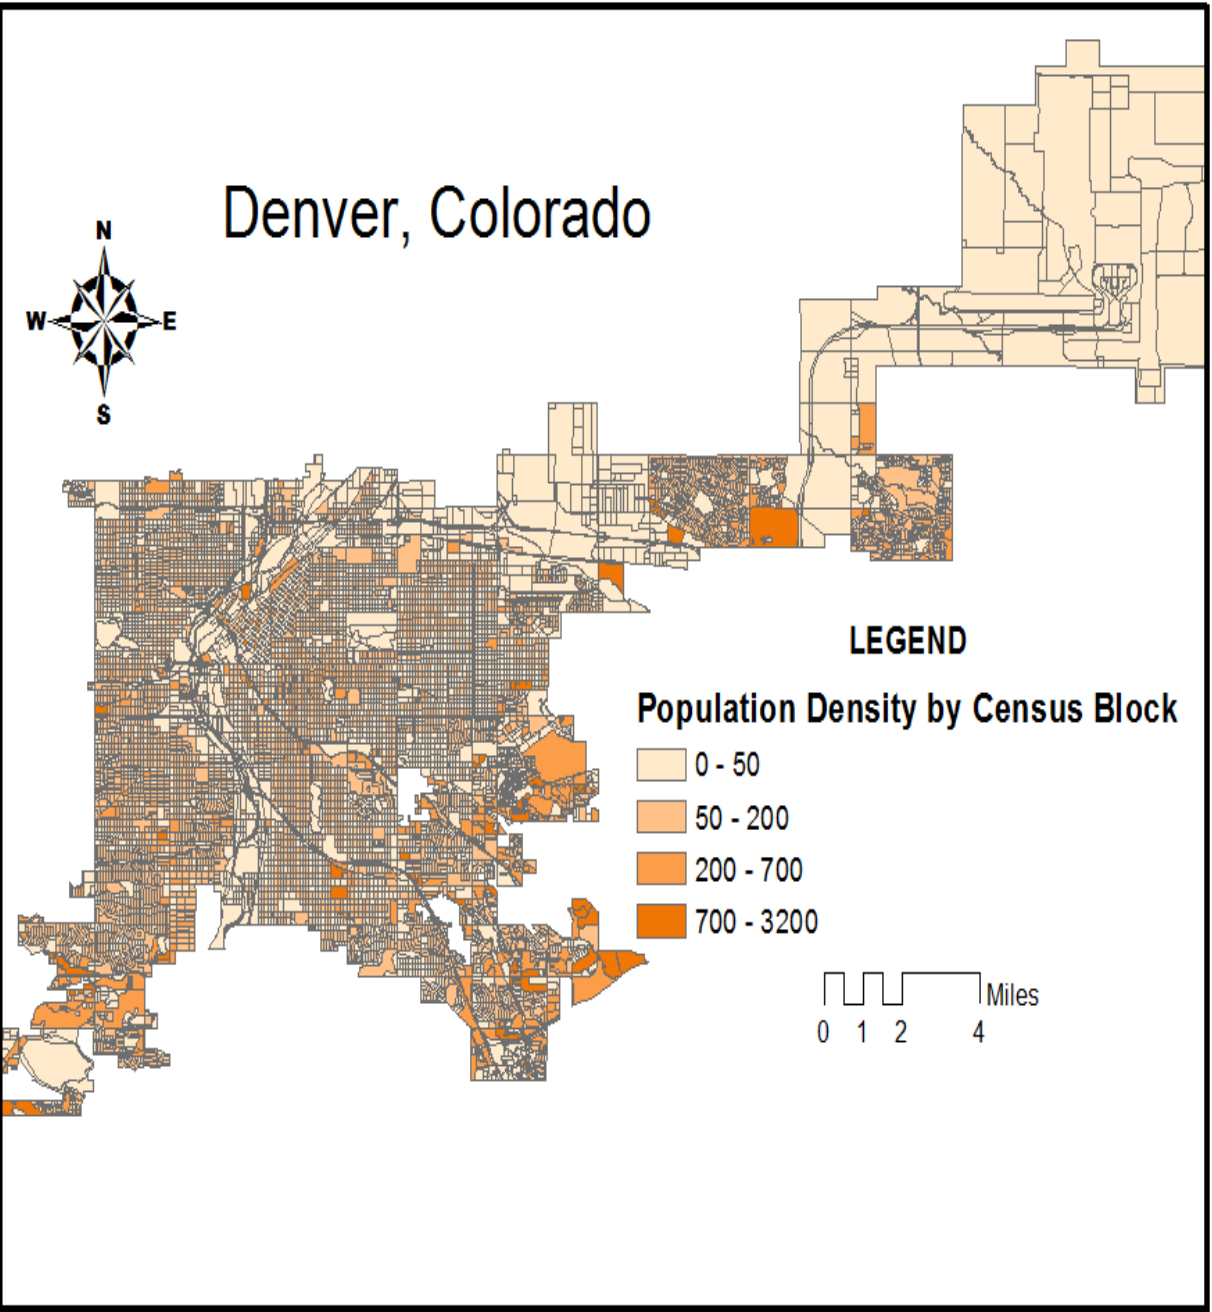 Denver, Colorado
N
W E
S
LEGEND
Population Density by Census Block
0 - 50
50 - 200
200 - 700
700 - 3200
Miles
0 1 2 4